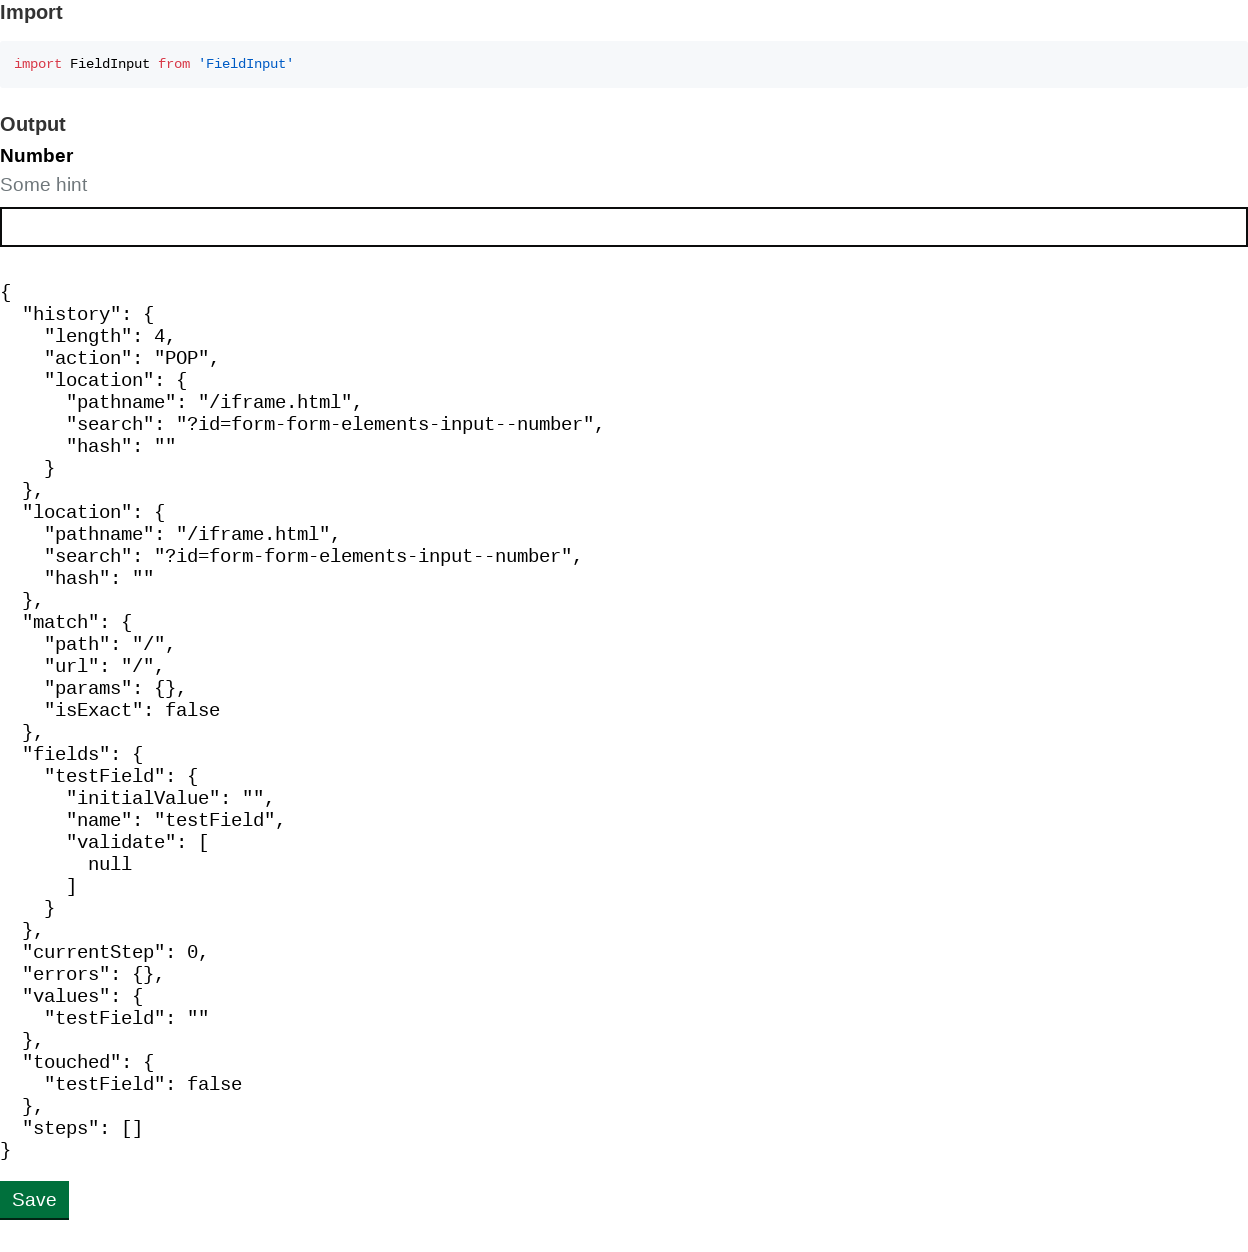 Import
import FieldInput from 'FieldInput'
Output
Number
Some hint
{
  "history": {
    "length": 4,
    "action": "POP",
    "location": {
      "pathname": "/iframe.html",
      "search": "?id=form-form-elements-input--number",
      "hash": ""
    }
  },
  "location": {
    "pathname": "/iframe.html",
    "search": "?id=form-form-elements-input--number",
    "hash": ""
  },
  "match": {
    "path": "/",
    "url": "/",
    "params": {},
    "isExact": false
  },
  "fields": {
    "testField": {
      "initialValue": "",
      "name": "testField",
      "validate": [
        null
      ]
    }
  },
  "currentStep": 0,
  "errors": {},
  "values": {
    "testField": ""
  },
  "touched": {
    "testField": false
  },
  "steps": []
}
Save